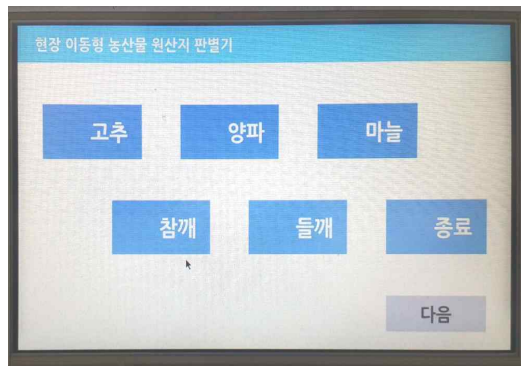 현장 이동형 농산물 원산지 판별기
고추 양파 마늘
참깨 들깨 종료
다음